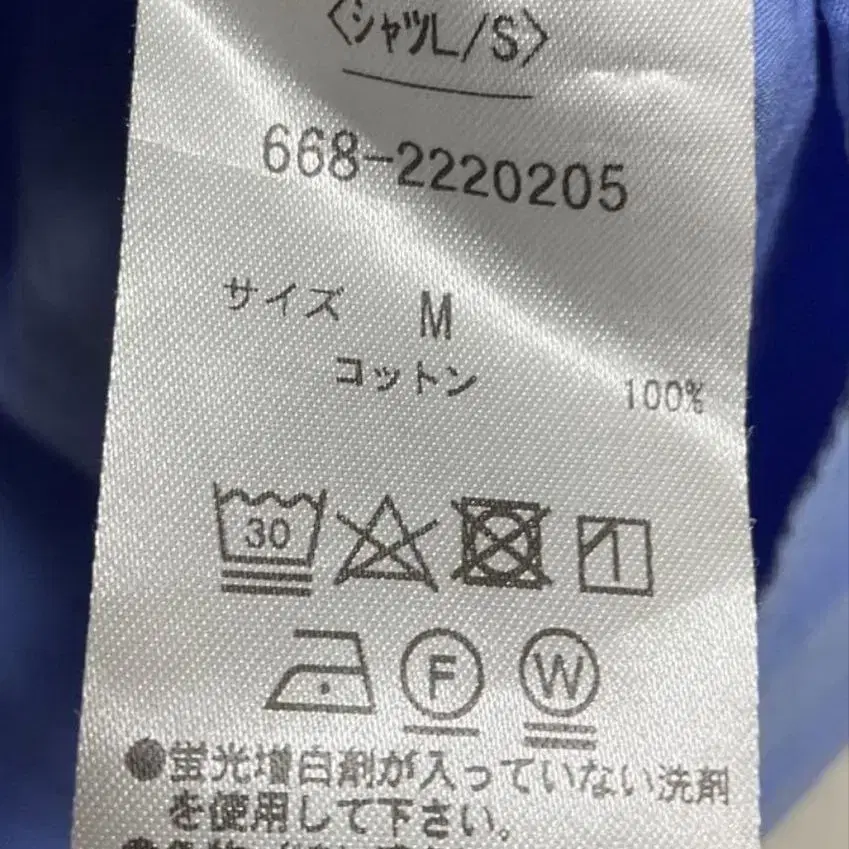 〈シャツL/S〉
668-2220205
サイズ M
コットン 100%
30
F W
●蛍光増白剤が入っていない洗剤
を使用して下さい。